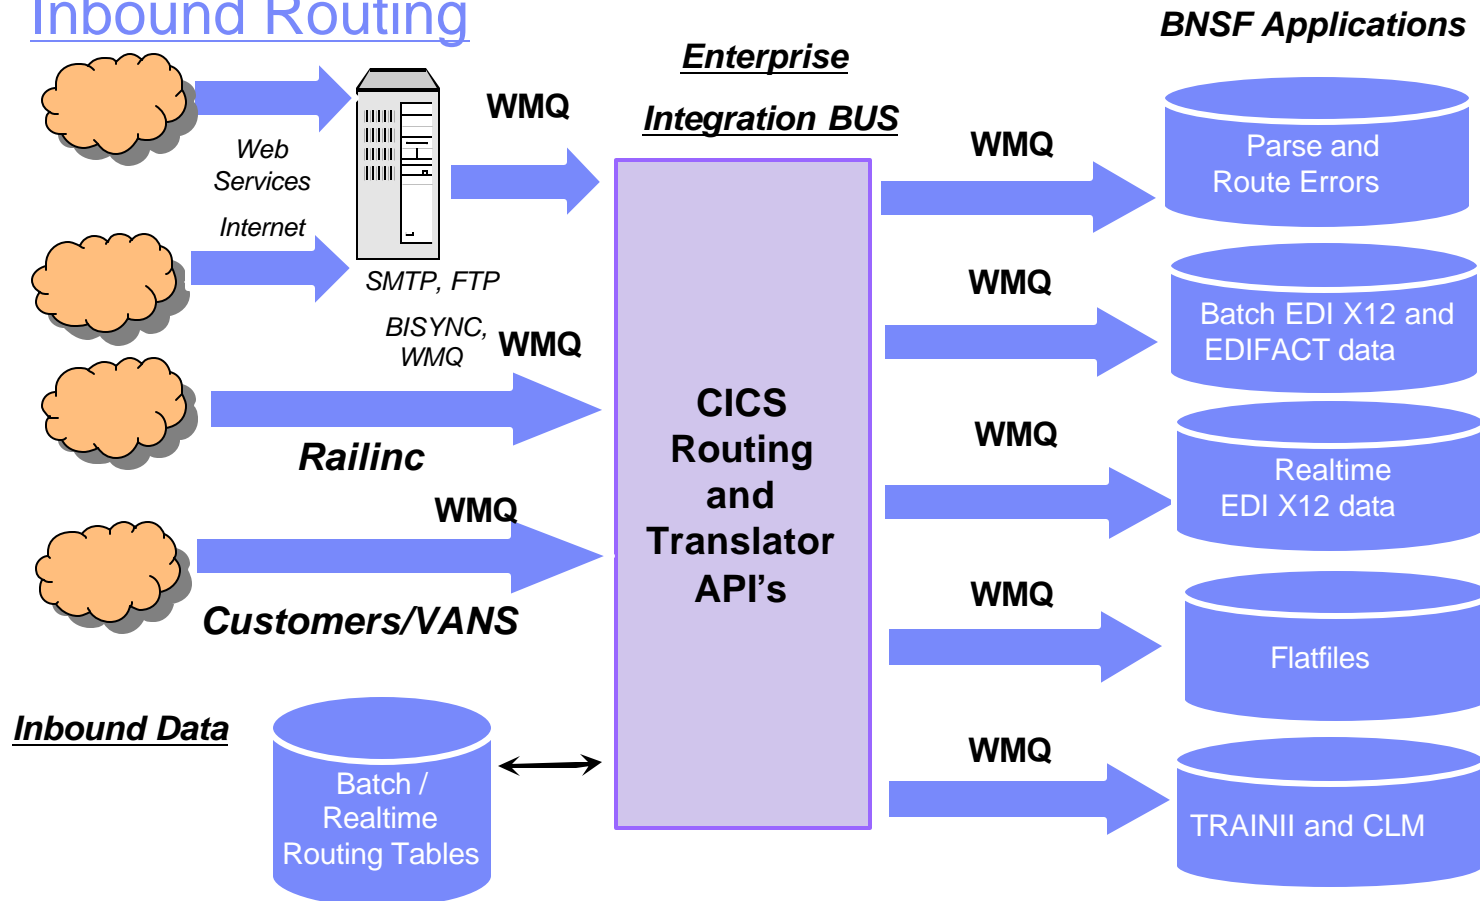 Inbound Routing
BNSF Applications
Enterprise
Integration BUS
WMQ
Web
Services
Internet
SMTP, FTP
BISYNC,
WMQ
WMQ
Railinc
WMQ
Customers/VANS
Inbound Data
Batch /
Realtime
Routing Tables
CICS
Routing
and
Translator
API's
WMQ
Parse and
Route Errors
WMQ
Batch EDI X12 and
EDIFACT data
WMQ
Realtime
EDI X12 data
WMQ
Flatfiles
WMQ
TRAINII and CLM